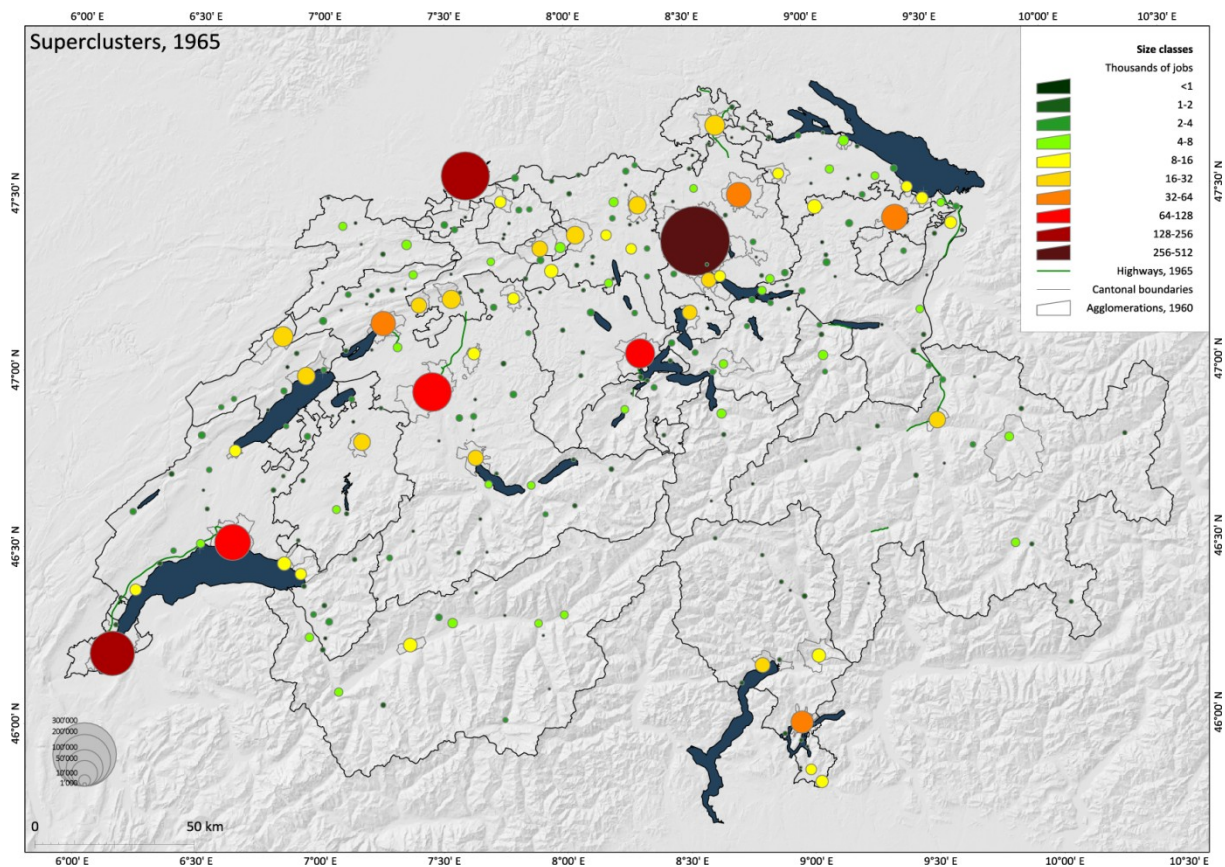 6°00' E 6°30' E 7°00' E 7°30' E 8°00' E 8°30' E 9°00' E 9°30' E 10°00' E 10°30' E
Superclusters, 1965
Size classes
Thousands of jobs
<1
1-2
2-4
4-8
8-16
16-32
32-64
64-128
128-256
256-512
Highways, 1965
Cantonal boundaries
Agglomerations, 1960
47°30' N 47°30' N
47°00' N 47°00' N
46°30' N 46°30' N
46°00' N 46°00' N
300'000
200'000
100'000
50'000
10'000
1'000
0 50 km
6°00' E 6°30' E 7°00' E 7°30' E 8°00' E 8°30' E 9°00' E 9°30' E 10°00' E 10°30' E